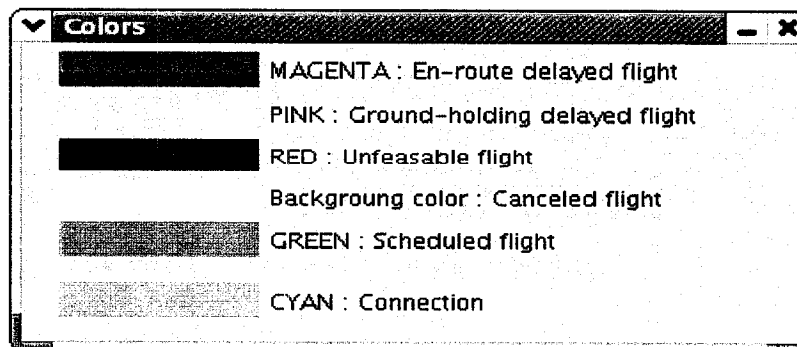 Colors
MAGENTA : En-route delayed flight
PINK : Ground-holding delayed flight
RED : Unfeasable flight
Backgroung color : Canceled flight
GREEN : Scheduled flight
CYAN : Connection